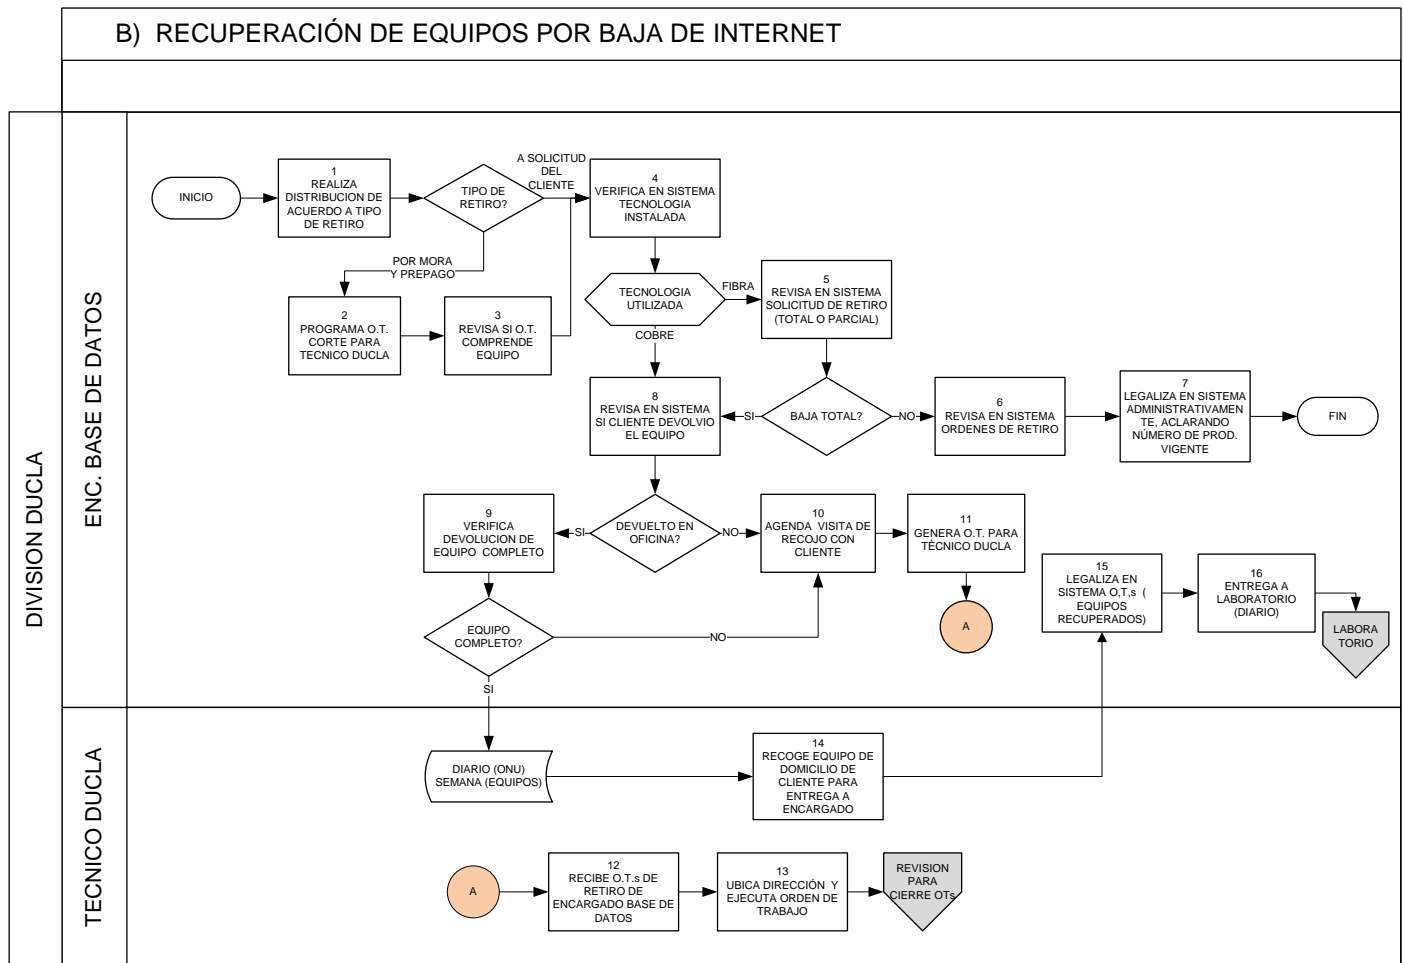 B) RECUPERACIÓN DE EQUIPOS POR BAJA DE INTERNET
DIVISION DUCLA
ENC. BASE DE DATOS
INICIO
1
REALIZA
DISTRIBUCION DE
ACUERDO A TIPO
DE RETIRO
TIPO DE
RETIRO?
A SOLICITUD
DEL
CLIENTE
4
VERIFICA EN SISTEMA
TECNOLOGIA
INSTALADA
POR MORA
Y PREPAGO
2
PROGRAMA O.T.
CORTE PARA
TECNICO DUCLA
3
REVISA SI O.T.
COMPRENDE
EQUIPO
TECNOLOGIA
UTILIZADA
FIBRA
COBRE
5
REVISA EN SISTEMA
SOLICITUD DE RETIRO
(TOTAL O PARCIAL)
8
REVISA EN SISTEMA
SI CLIENTE DEVOLVIO
EL EQUIPO
SI
BAJA TOTAL?
NO
6
REVISA EN SISTEMA
ORDENES DE RETIRO
7
LEGALIZA EN SISTEMA
ADMINISTRATIVAMEN
TE, ACLARANDO
NÚMERO DE PROD.
VIGENTE
FIN
9
VERIFICA
DEVOLUCION DE
EQUIPO COMPLETO
SI
DEVUELTO EN
OFICINA?
NO
10
AGENDA VISITA DE
RECOJO CON
CLIENTE
11
GENERA O.T. PARA
TÈCNICO DUCLA
A
15
LEGALIZA EN
SISTEMA O,T,s (
EQUIPOS
RECUPERADOS)
16
ENTREGA A
LABORATORIO
(DIARIO)
LABORA
TORIO
EQUIPO
COMPLETO?
NO
SI
TECNICO DUCLA
DIARIO (ONU)
SEMANA (EQUIPOS)
14
RECOGE EQUIPO DE
DOMICILIO DE
CLIENTE PARA
ENTREGA A
ENCARGADO
A
12
RECIBE O.T.s DE
RETIRO DE
ENCARGADO BASE DE
DATOS
13
UBICA DIRECCIÓN Y
EJECUTA ORDEN DE
TRABAJO
REVISION
PARA
CIERRE OTs